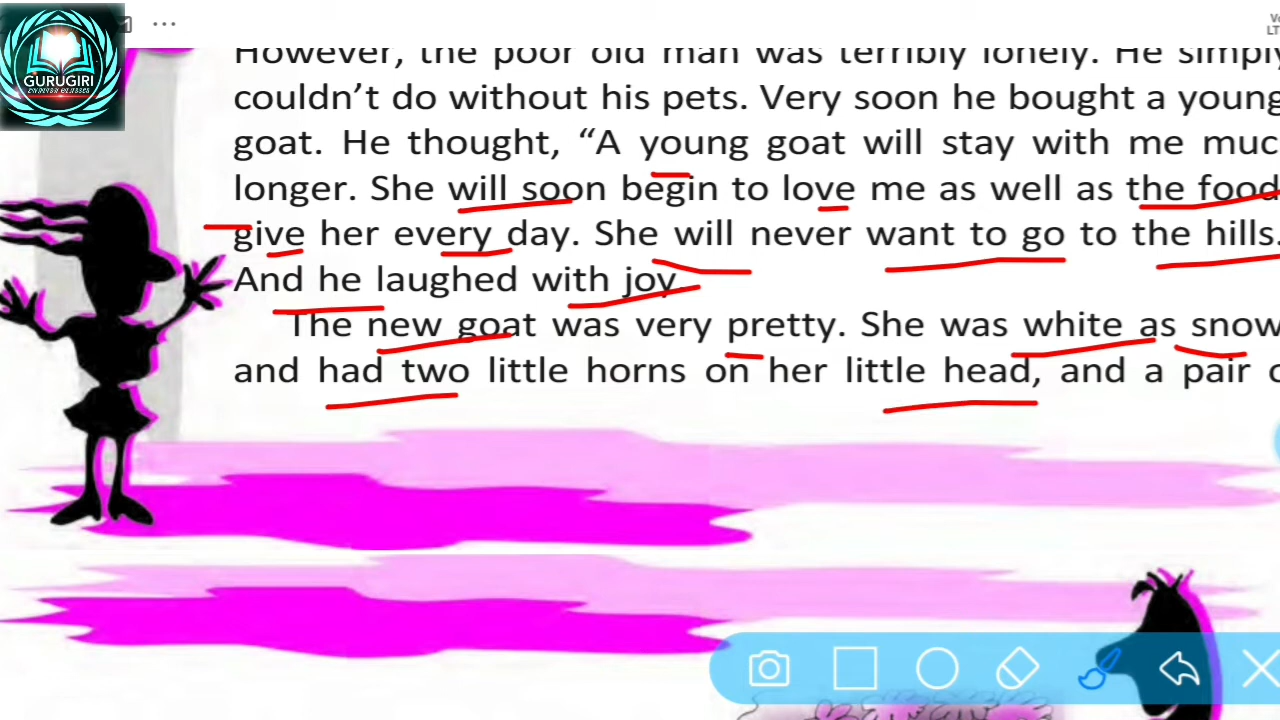 GURUGIRI
However, the poor old man was terribly lonely. He simply
couldn't do without his pets. Very soon he bought a young
goat. He thought, “A young goat will stay with me muc
longer. She will soon begin to love me as well as the food
give her every day. She will never want to go to the hills.
And he laughed with joy.
The new goat was very pretty. She was white as snow
and had two little horns on her little head, and a pair